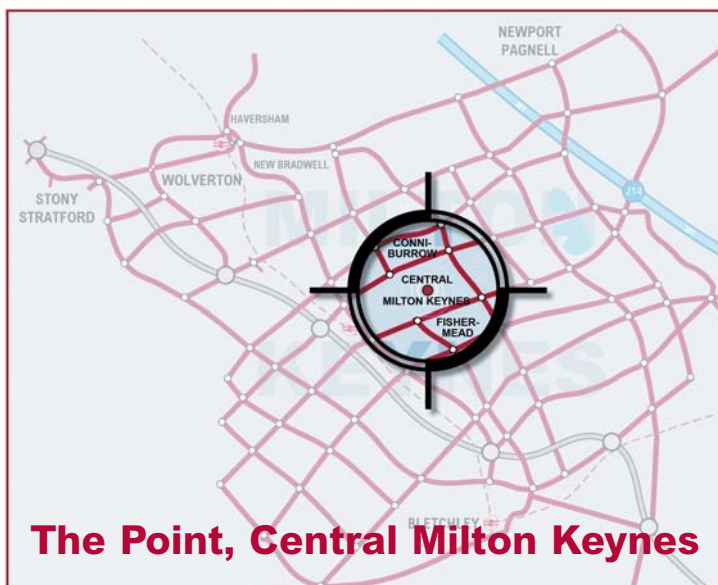 NEWPORT
PAGNELL
HAVERSHAM
NEW BRADWELL
WOLVERTON
STONY
STRATFORD
J14
MILTON
CONNI-
BURROW
CENTRAL
MILTON KEYNES
FISHER-
MEAD
KEYNES
BLETCHLEY
The Point, Central Milton Keynes